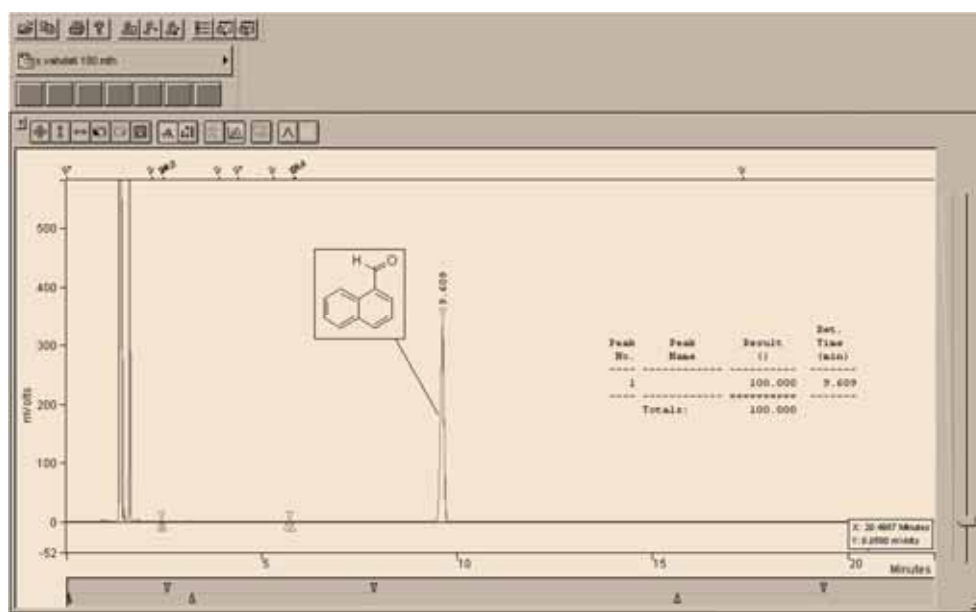 500
400
300
200
100
0
-52
mVolts
H O
9.609
Peak No. Peak Name Result () Ret. Time (min)
1 100.000 9.609
Totals: 100.000
5 10 15 20
Minutes